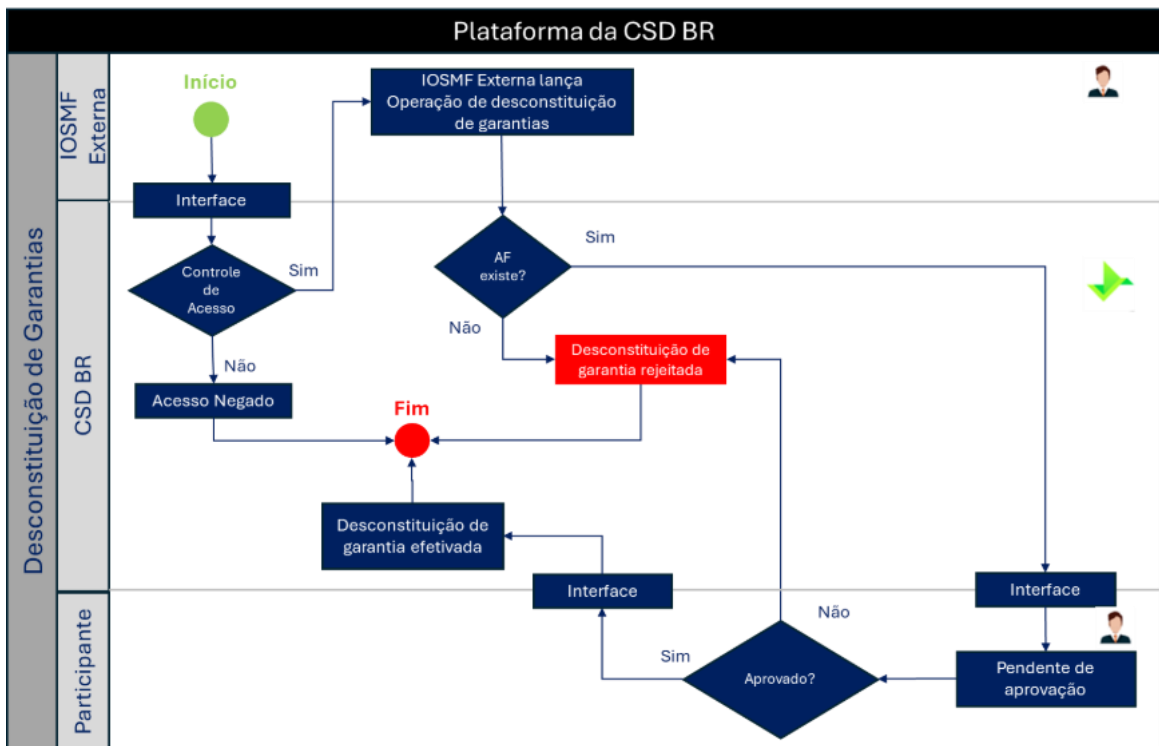 Plataforma da CSD BR
Desconstituição de Garantias
IOSMF
Externa
Início
IOSMF Externa lança
Operação de desconstituição
de garantias
Interface
CSD BR
Controle
de
Acesso
Sim
AF
existe?
Sim
Não
Não
Desconstituição de
garantia rejeitada
Acesso Negado
Fim
Desconstituição de
garantia efetivada
Interface
Interface
Participante
Não
Sim
Aprovado?
Pendente de
aprovação